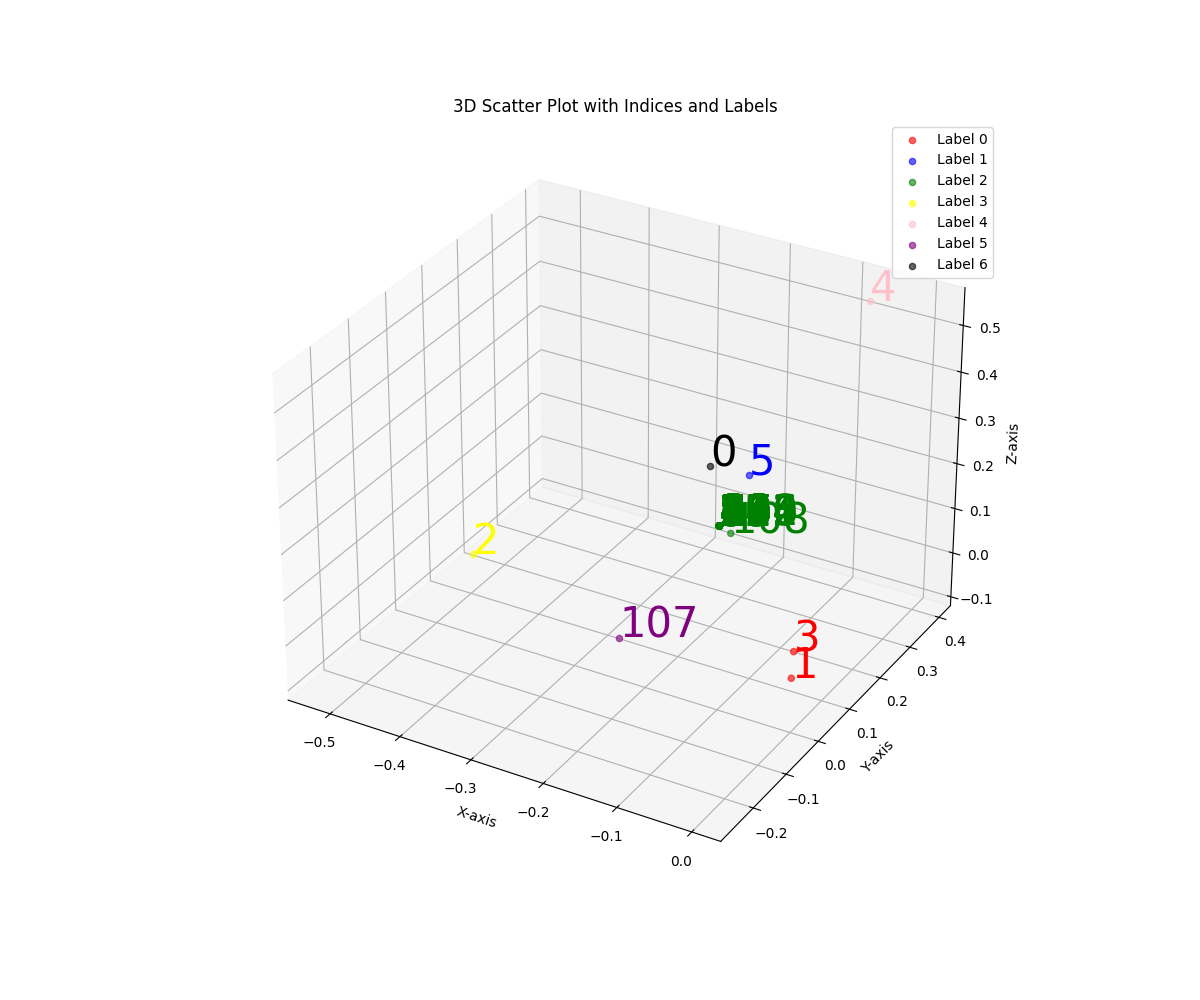 3D Scatter Plot with Indices and Labels
Label 0
Label 1
Label 2
Label 3
Label 4
Label 5
Label 6
4
0
5
108
2
107
3
1
0.5
0.4
0.3
0.2
0.1
0.0
−0.1
Z-axis
0.4
0.3
0.2
0.1
0.0
−0.1
−0.2
Y-axis
−0.5
−0.4
−0.3
−0.2
−0.1
0.0
X-axis